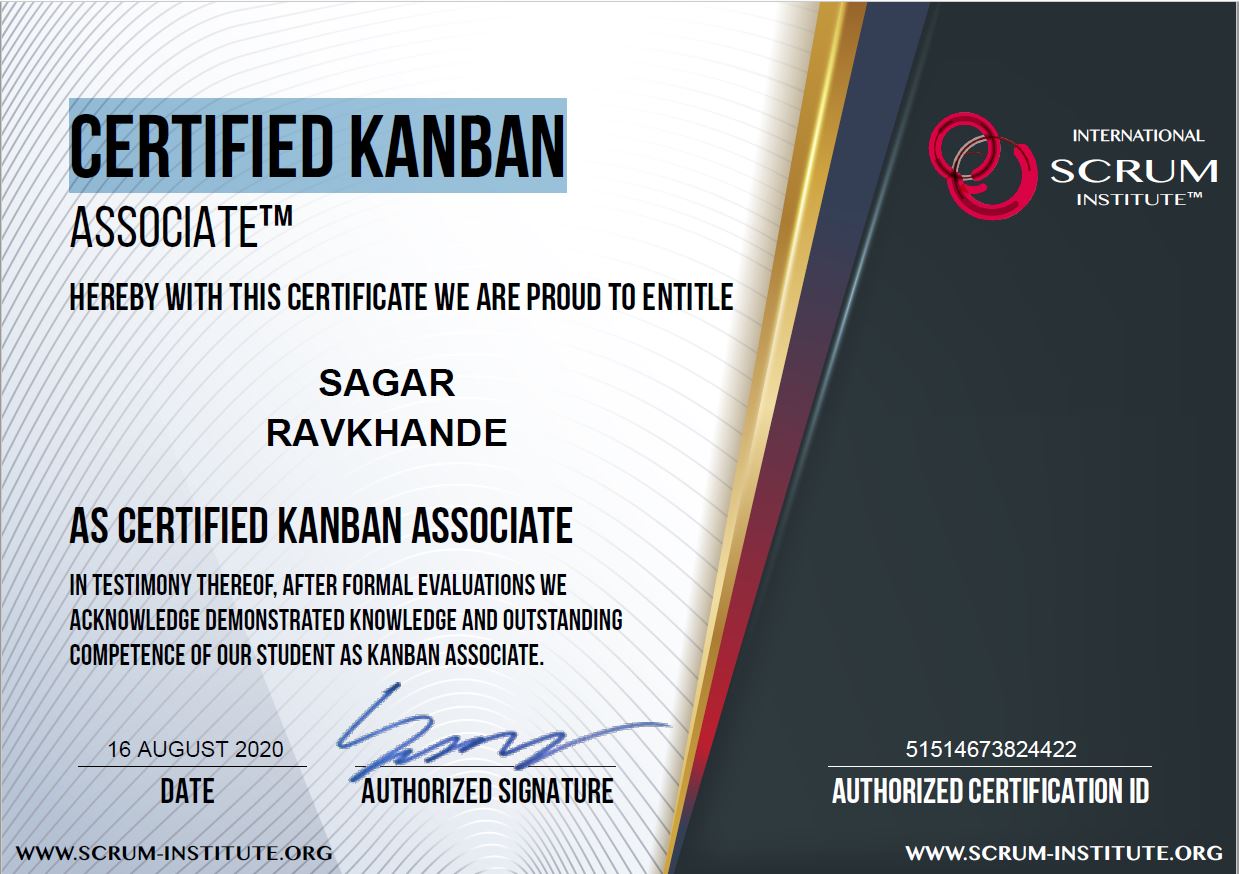 CERTIFIED KANBAN
ASSOCIATE™
HEREBY WITH THIS CERTIFICATE WE ARE PROUD TO ENTITLE
SAGAR
RAVKHANDE
AS CERTIFIED KANBAN ASSOCIATE
IN TESTIMONY THEREOF, AFTER FORMAL EVALUATIONS WE
ACKNOWLEDGE DEMONSTRATED KNOWLEDGE AND OUTSTANDING
COMPETENCE OF OUR STUDENT AS KANBAN ASSOCIATE.
16 AUGUST 2020
DATE
AUTHORIZED SIGNATURE
WWW.SCRUM-INSTITUTE.ORG
INTERNATIONAL
SCRUM
INSTITUTE™
51514673824422
AUTHORIZED CERTIFICATION ID
WWW.SCRUM-INSTITUTE.ORG